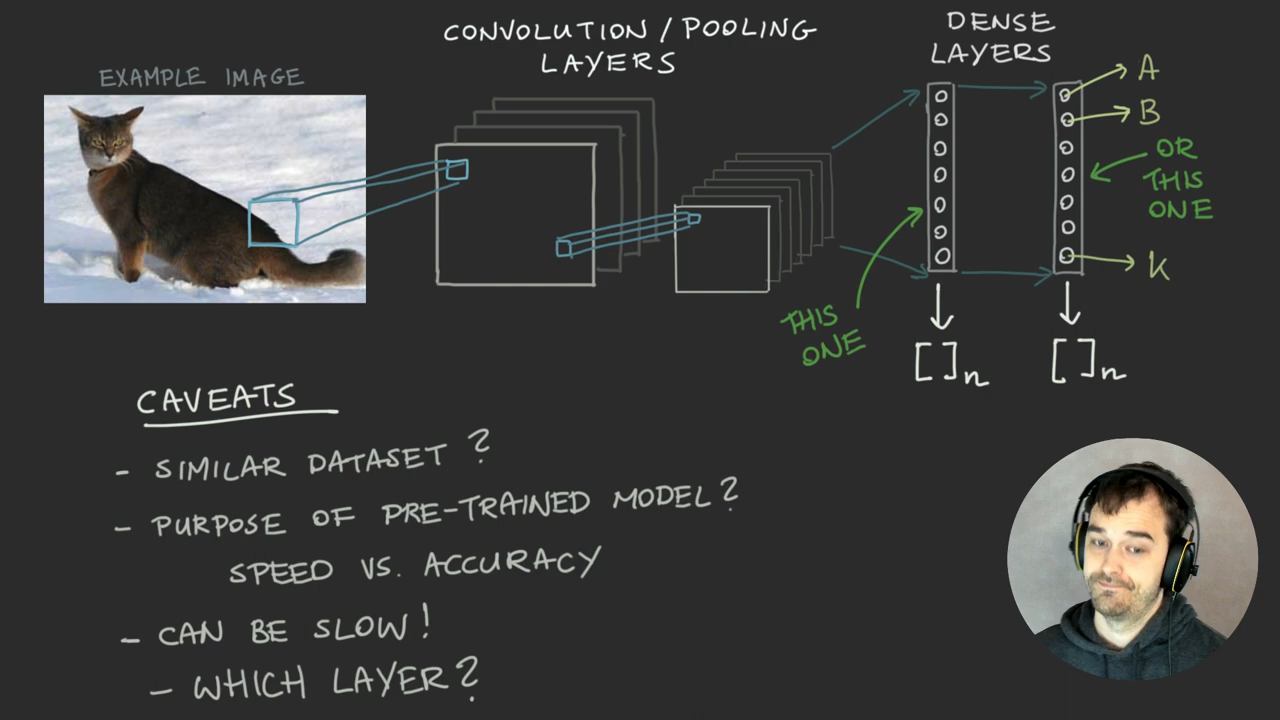 EXAMPLE IMAGE
CONVOLUTION / POOLING
LAYERS
DENSE
LAYERS
A
B
OR
THIS
ONE
K
THIS
ONE
[ ]n
[ ]n
CAVEATS
- SIMILAR DATASET ?
- PURPOSE OF PRE-TRAINED MODEL?
SPEED VS. ACCURACY
- CAN BE SLOW!
- WHICH LAYER?